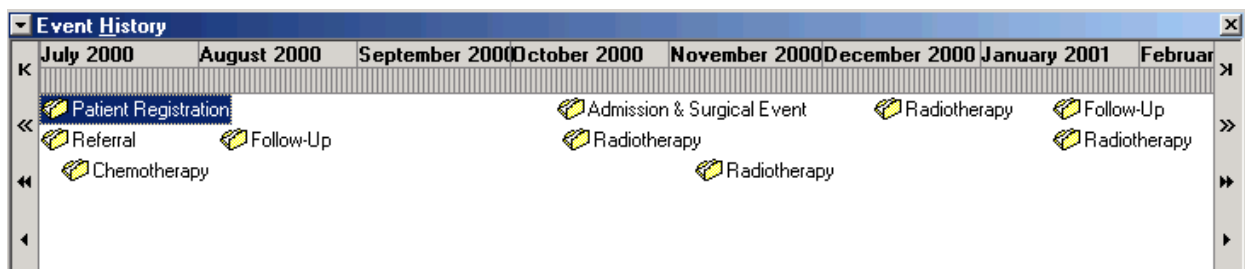 Event History
July 2000 August 2000 September 2000 October 2000 November 2000 December 2000 January 2001 Februar
Patient Registration Admission & Surgical Event Radiotherapy Follow-Up
Referral Follow-Up Radiotherapy Radiotherapy
Chemotherapy Radiotherapy